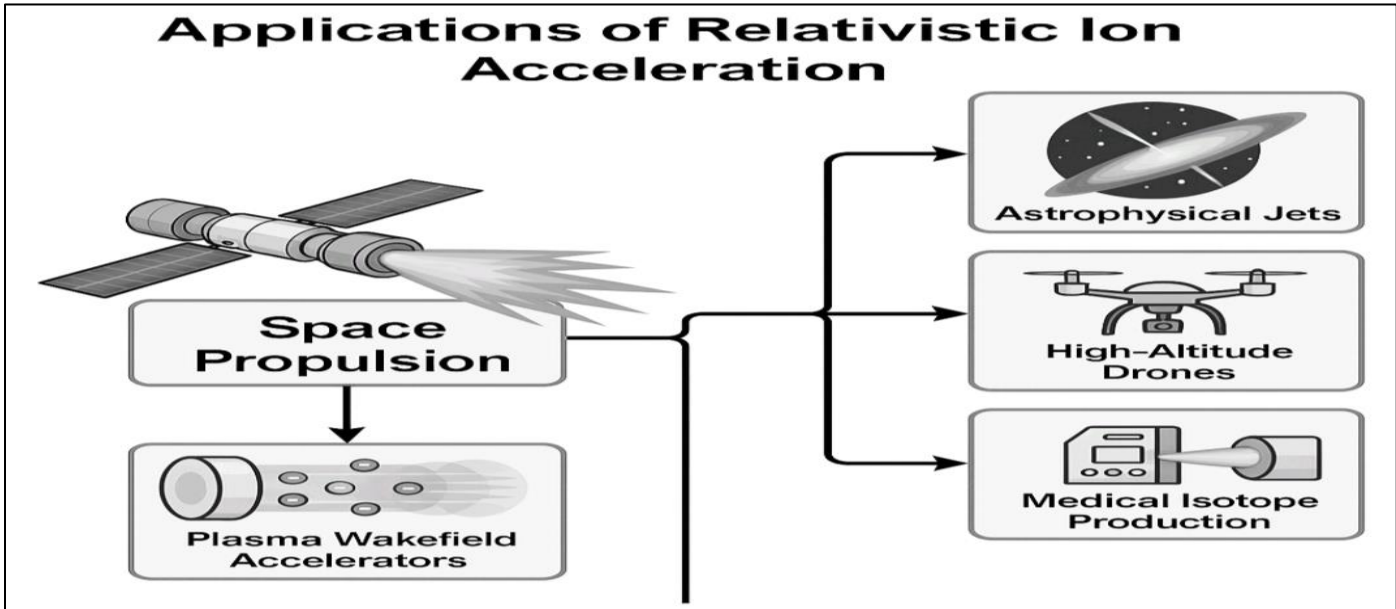 Applications of Relativistic Ion
Acceleration
Space
Propulsion
Plasma Wakefield
Accelerators
Astrophysical Jets
High-Altitude
Drones
Medical Isotope
Production